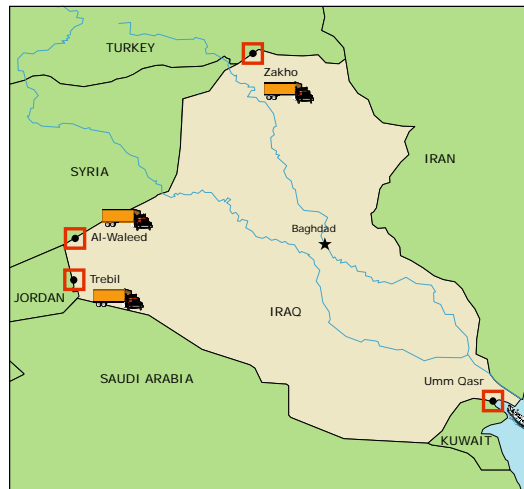 TURKEY
Zakho
IRAN
SYRIA
Al-Waleed
Baghdad
Trebil
JORDAN
IRAQ
SAUDI ARABIA
Umm Qasr
KUWAIT